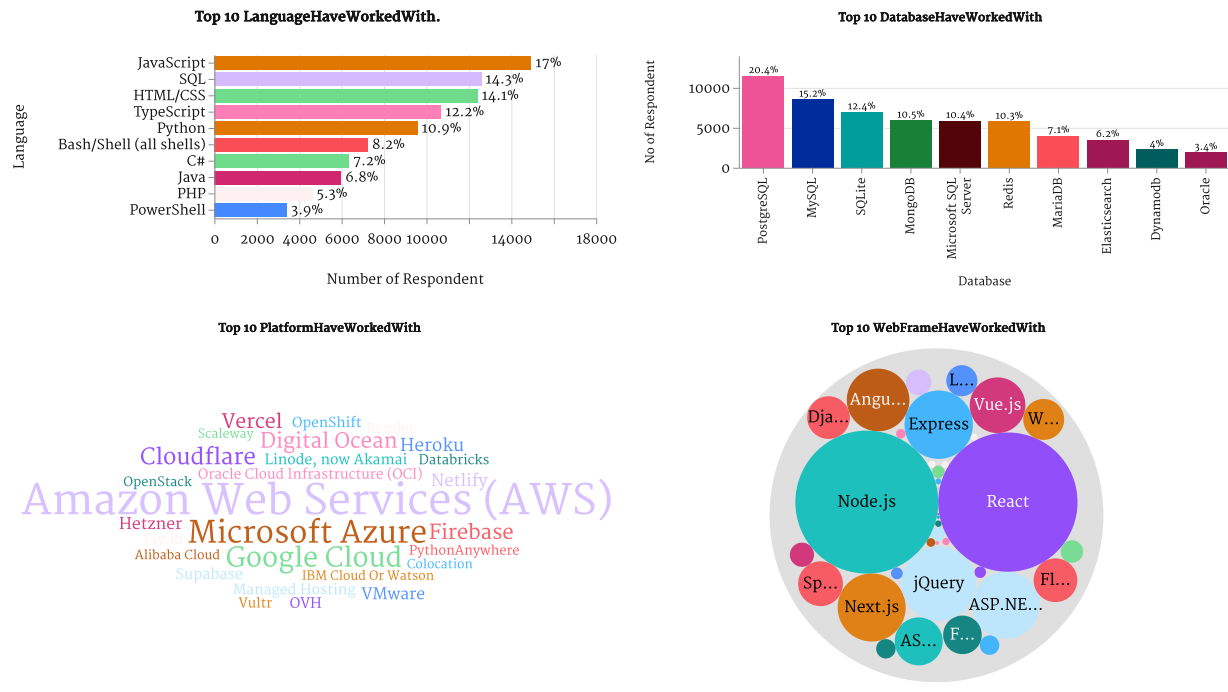 Top 10 LanguageHaveWorkedWith.
Language
JavaScript 17%
SQL 14.3%
HTML/CSS 14.1%
TypeScript 12.2%
Python 10.9%
Bash/Shell (all shells) 8.2%
C# 7.2%
Java 6.8%
PHP 5.3%
PowerShell 3.9%
0 2000 4000 6000 8000 10000 14000 18000
Number of Respondent
Top 10 DatabaseHaveWorkedWith
No of Respondent
10000
5000
0
20.4%
15.2%
12.4%
10.5%
10.4%
10.3%
7.1%
6.2%
4%
3.4%
PostgreSQL
MySQL
SQLite
MongoDB
Microsoft SQL
Server
Redis
MariaDB
Elasticsearch
Dynamodb
Oracle
Database
Top 10 PlatformHaveWorkedWith
Vercel
OpenShift
Render
Scaleway
Digital Ocean
Heroku
Cloudflare
Linode, now Akamai
Databricks
Oracle Cloud Infrastructure (OCI)
OpenStack
Netlify
Amazon Web Services (AWS)
Hetzner
Microsoft Azure
Firebase
Alibaba Cloud
Google Cloud
PythonAnywhere
Colocation
Supabase
IBM Cloud Or Watson
Managed Hosting
VMware
Vultr
OVH
Top 10 WebFrameHaveWorkedWith
L...
Angu...
Vue.js
Dja...
Express
W...
Node.js
React
Sp...
jQuery
Fl...
Next.js
ASP.NE...
AS...
F...